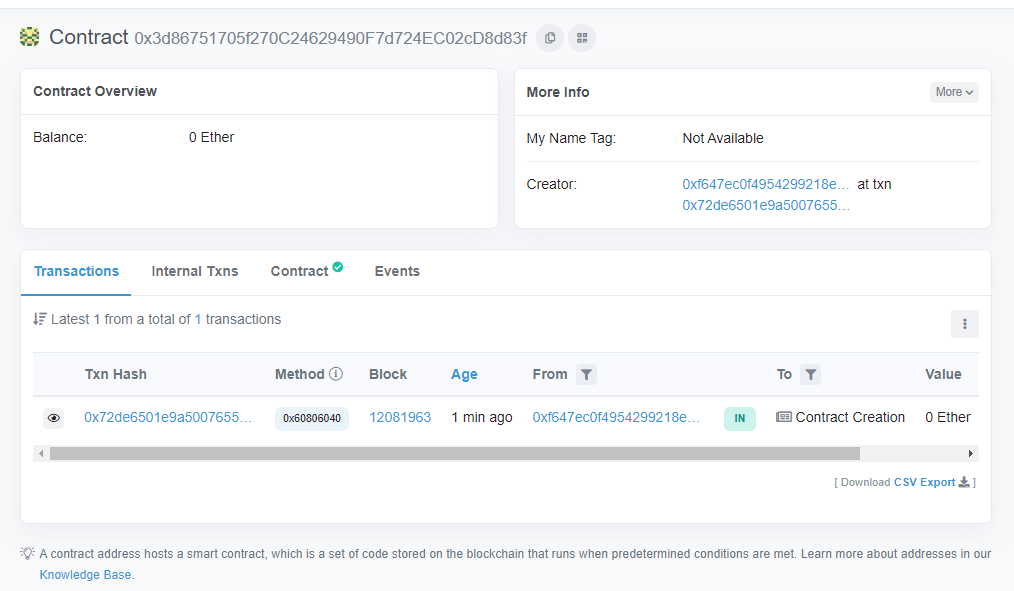 Contract 0x3d86751705f270C24629490F7d724EC02cD8d83f
Contract Overview
Balance: 0 Ether
More Info More
My Name Tag: Not Available
Creator: 0xf647ec0f4954299218e... at txn
0x72de6501e9a5007655...
Transactions Internal Txns Contract Events
Latest 1 from a total of 1 transactions
Txn Hash Method Block Age From To Value
0x72de6501e9a5007655... 0x60806040 12081963 1 min ago 0xf647ec0f4954299218e... IN Contract Creation 0 Ether
[ Download CSV Export ]
A contract address hosts a smart contract, which is a set of code stored on the blockchain that runs when predetermined conditions are met. Learn more about addresses in our
Knowledge Base.